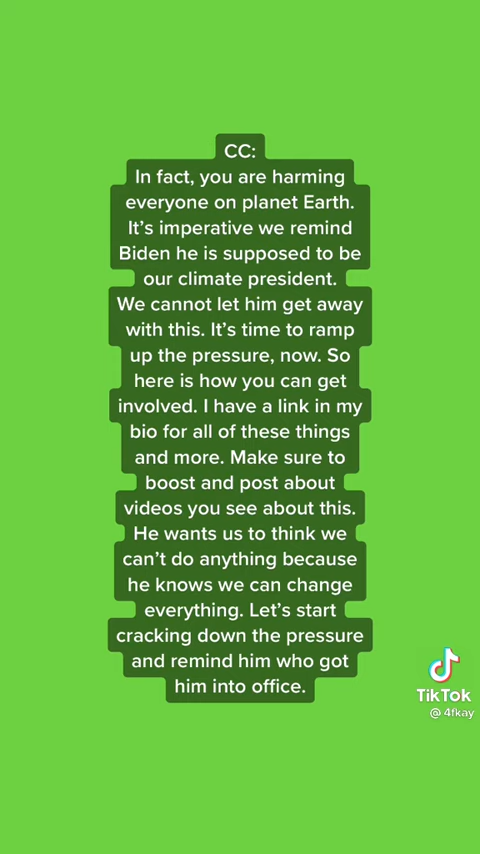 CC:
In fact, you are harming
everyone on planet Earth.
It’s imperative we remind
Biden he is supposed to be
our climate president.
We cannot let him get away
with this. It’s time to ramp
up the pressure, now. So
here is how you can get
involved. I have a link in my
bio for all of these things
and more. Make sure to
boost and post about
videos you see about this.
He wants us to think we
can’t do anything because
he knows we can change
everything. Let’s start
cracking down the pressure
and remind him who got
him into office.
TikTok
@ 4fkay